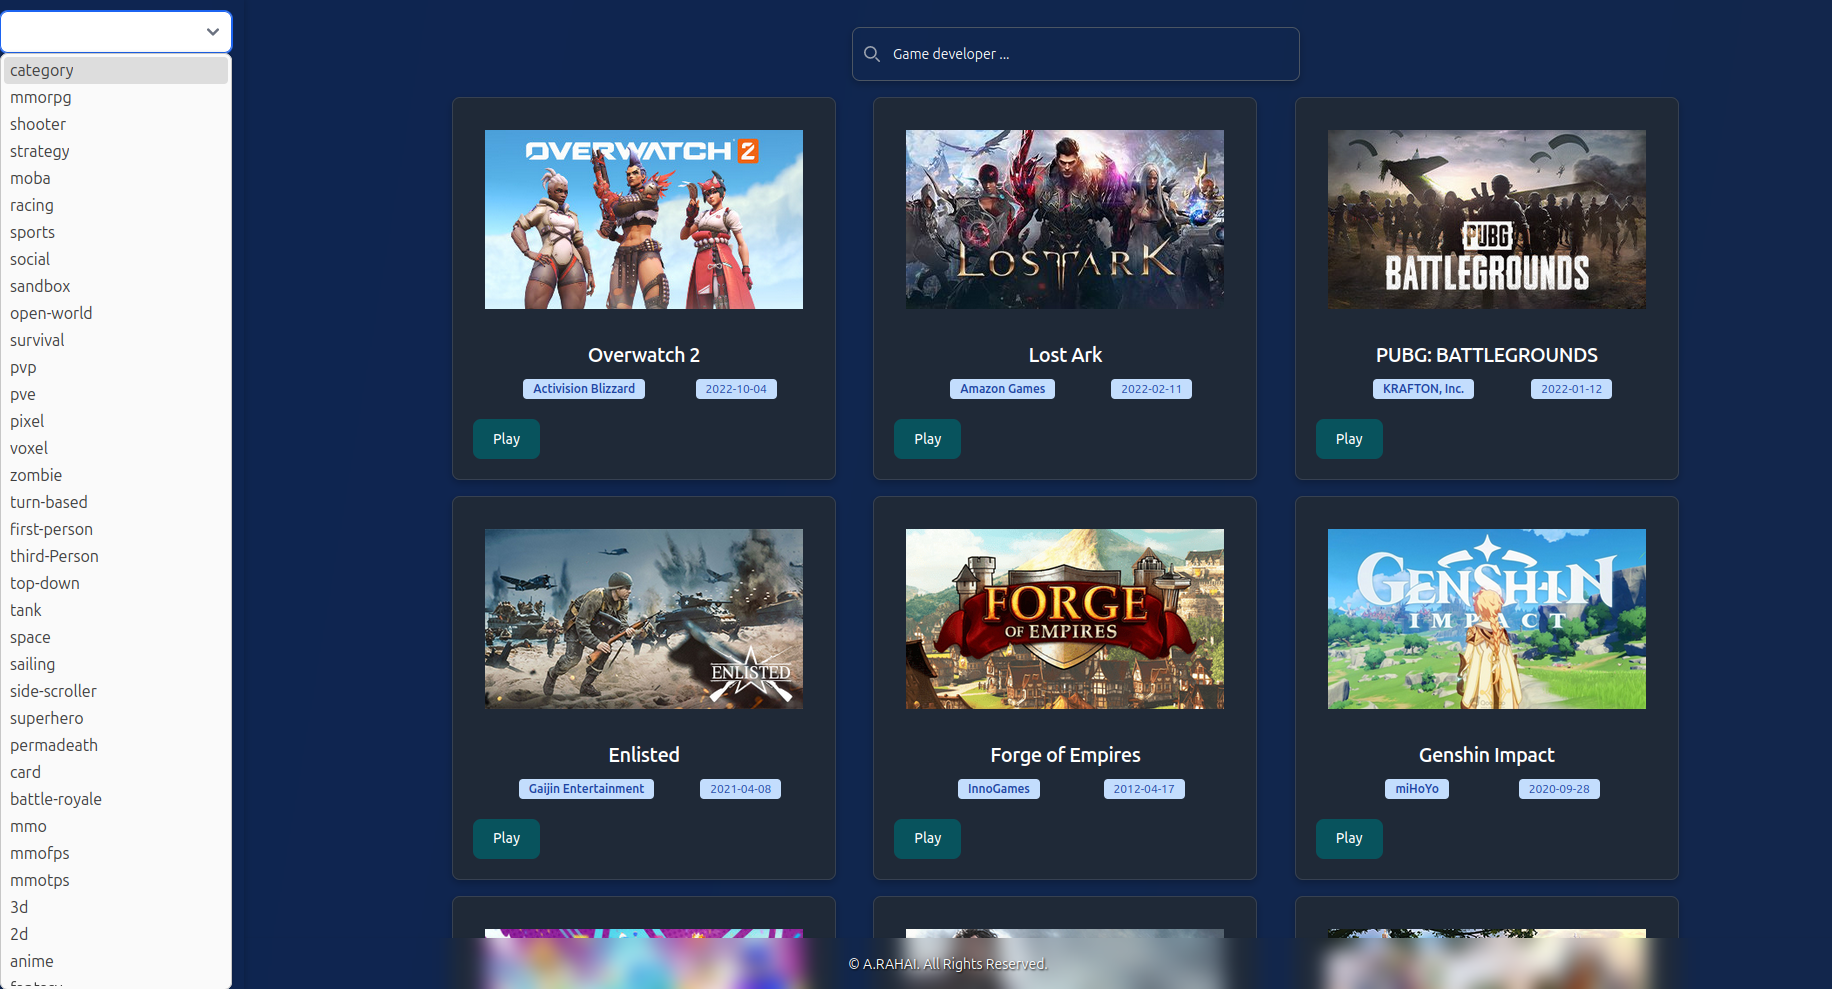 category
mmorpg
shooter
strategy
moba
racing
sports
social
sandbox
open-world
survival
pvp
pve
pixel
voxel
zombie
turn-based
first-person
third-Person
top-down
tank
space
sailing
side-scroller
superhero
permadeath
card
battle-royale
mmo
mmofps
mmotps
3d
2d
anime
fantasy
Game developer ...
OVERWATCH 2
Overwatch 2
Activision Blizzard 2022-10-04
Play
LOST ARK
Lost Ark
Amazon Games 2022-02-11
Play
PUBG
BATTLEGROUNDS
PUBG: BATTLEGROUNDS
KRAFTON, Inc. 2022-01-12
Play
ENLISTED
Enlisted
Gaijin Entertainment 2021-04-08
Play
FORGE
OF EMPIRES
Forge of Empires
InnoGames 2012-04-17
Play
GENSHIN
IMPACT
Genshin Impact
miHoYo 2020-09-28
Play
© A.RAHAI. All Rights Reserved.